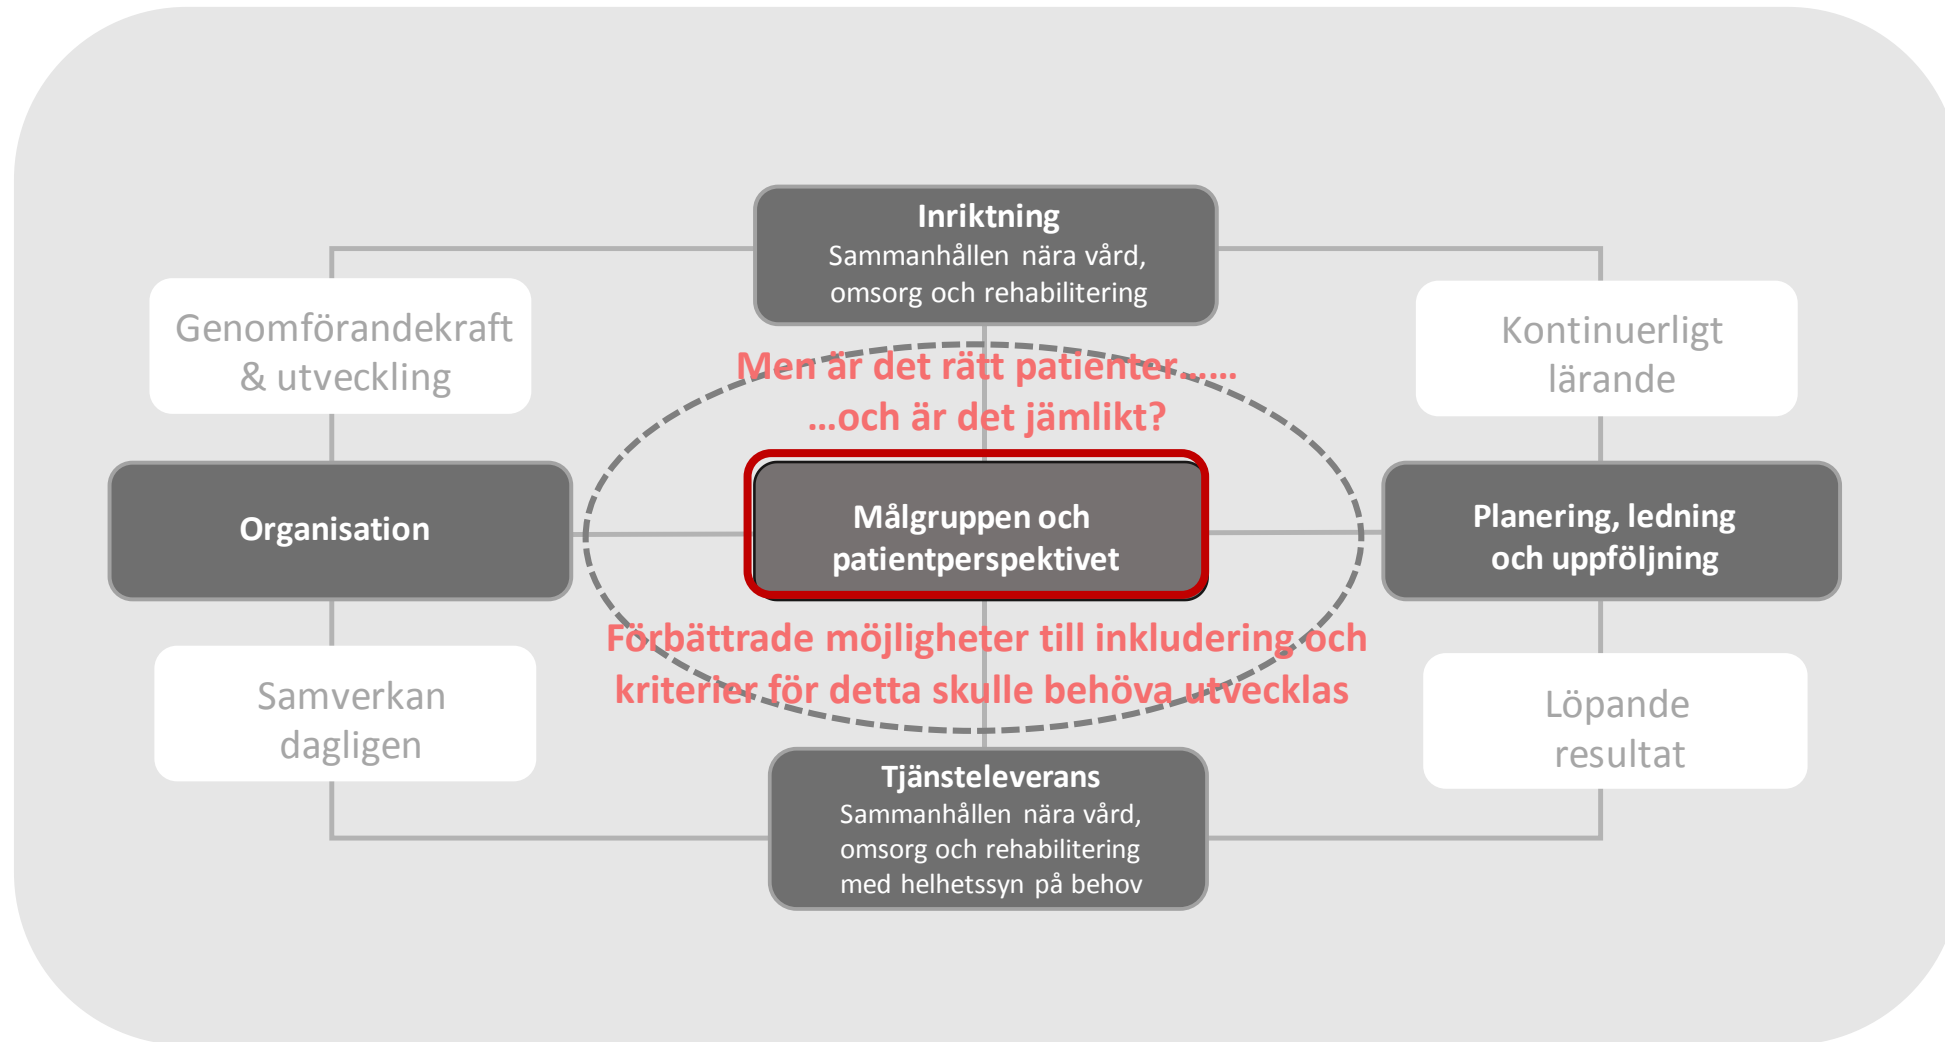 Inriktning
Sammanhållen nära vård,
omsorg och rehabilitering
Genomförandekraft
& utveckling
Kontinuerligt
lärande
Men är det rätt patienter……
…och är det jämlikt?
Organisation
Målgruppen och
patientperspektivet
Planering, ledning
och uppföljning
Förbättrade möjligheter till inkludering och
kriterier för detta skulle behöva utvecklas
Samverkan
dagligen
Löpande
resultat
Tjänsteleverans
Sammanhållen nära vård,
omsorg och rehabilitering
med helhetssyn på behov